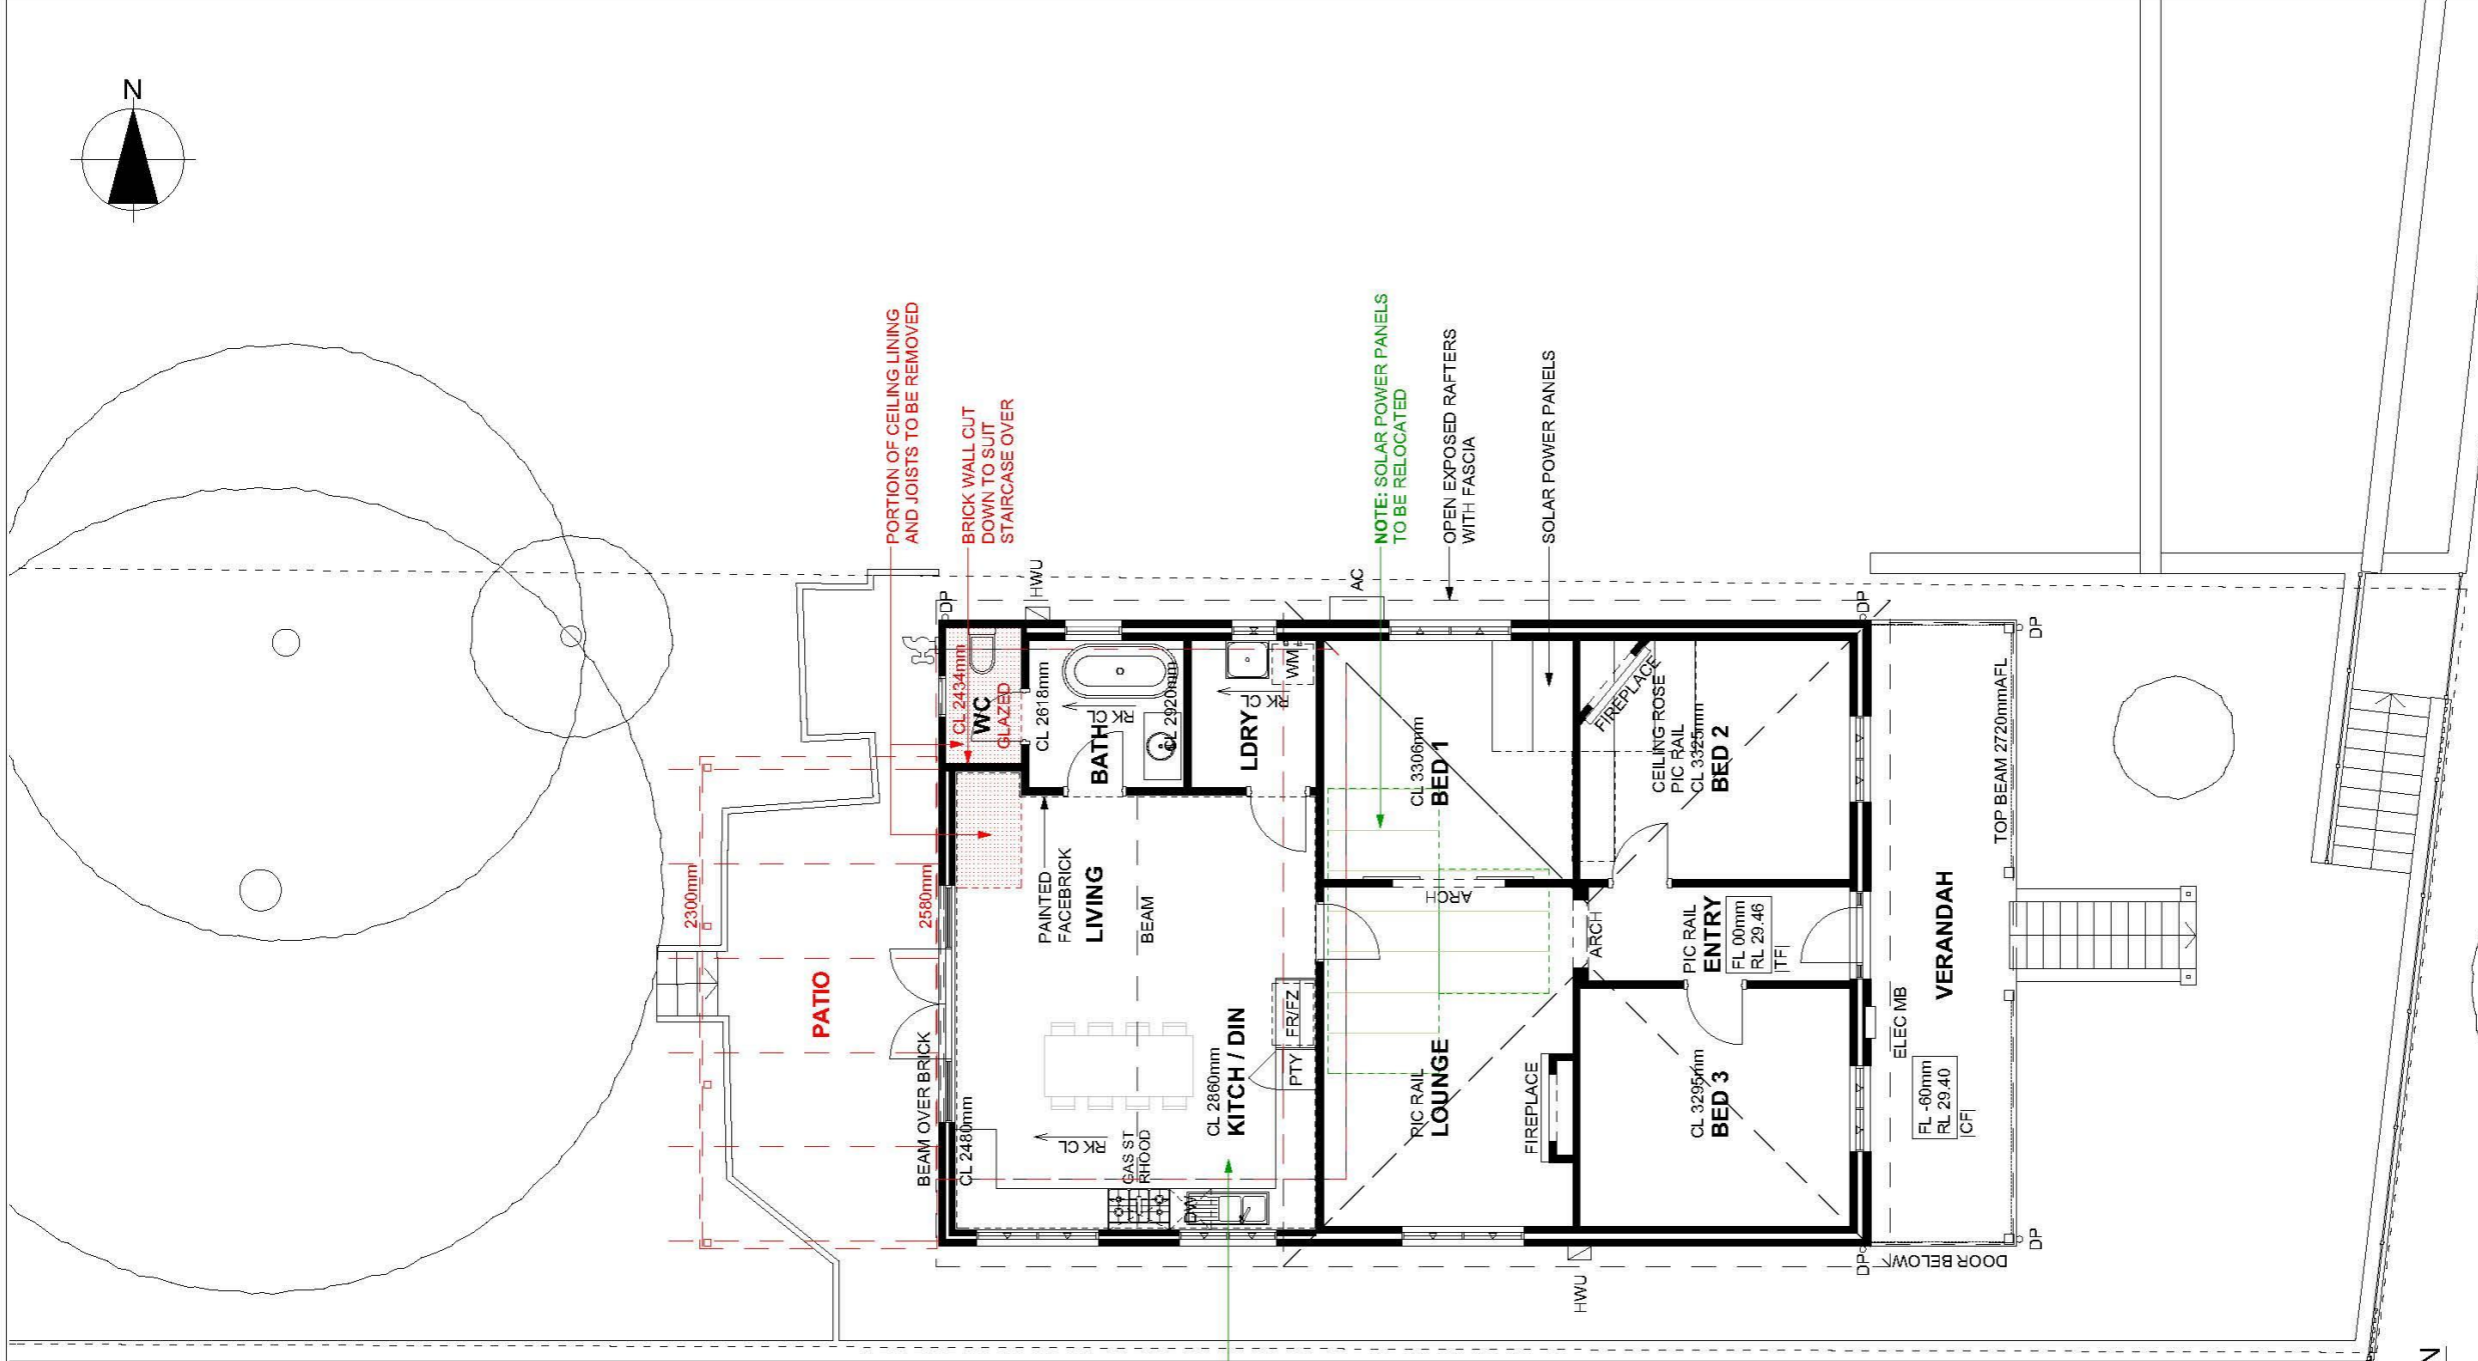 N
PORTION OF CEILING LINING
AND JOISTS TO BE REMOVED
BRICK WALL CUT
DOWN TO SUIT
STAIRCASE OVER
NOTE: SOLAR POWER PANELS
TO BE RELOCATED
OPEN EXPOSED RAFTERS
WITH FASCIA
SOLAR POWER PANELS
DP
HWU
AC
DP
DP
CL 2434mm
WC
GLAZED
CL 2618mm
BATH
RK CL
CL 2920mm
LDRY
RK CL
WM
CL 3306mm
BED 1
FIREPLACE
CEILING ROSE
PIC RAIL
CL 3325mm
BED 2
TOP BEAM 2720mmAFL
2300mm
2580mm
PATIO
PAINTED
FACEBRICK
LIVING
BEAM
ARCH
ARCH
PIC RAIL
ENTRY
FL 00mm
RL 29.46
|TF|
VERANDAH
BEAM OVER BRICK
CL 2480mm
RK CL
GAS ST
RHOOD
DW
CL 2860mm
KITCH / DIN
FR/FZ
PTY
PIC RAIL
LOUNGE
FIREPLACE
CL 3295mm
BED 3
ELEC MB
FL -60mm
RL 29.40
|CF|
HWU
DP
DOOR BELOW
DP
N